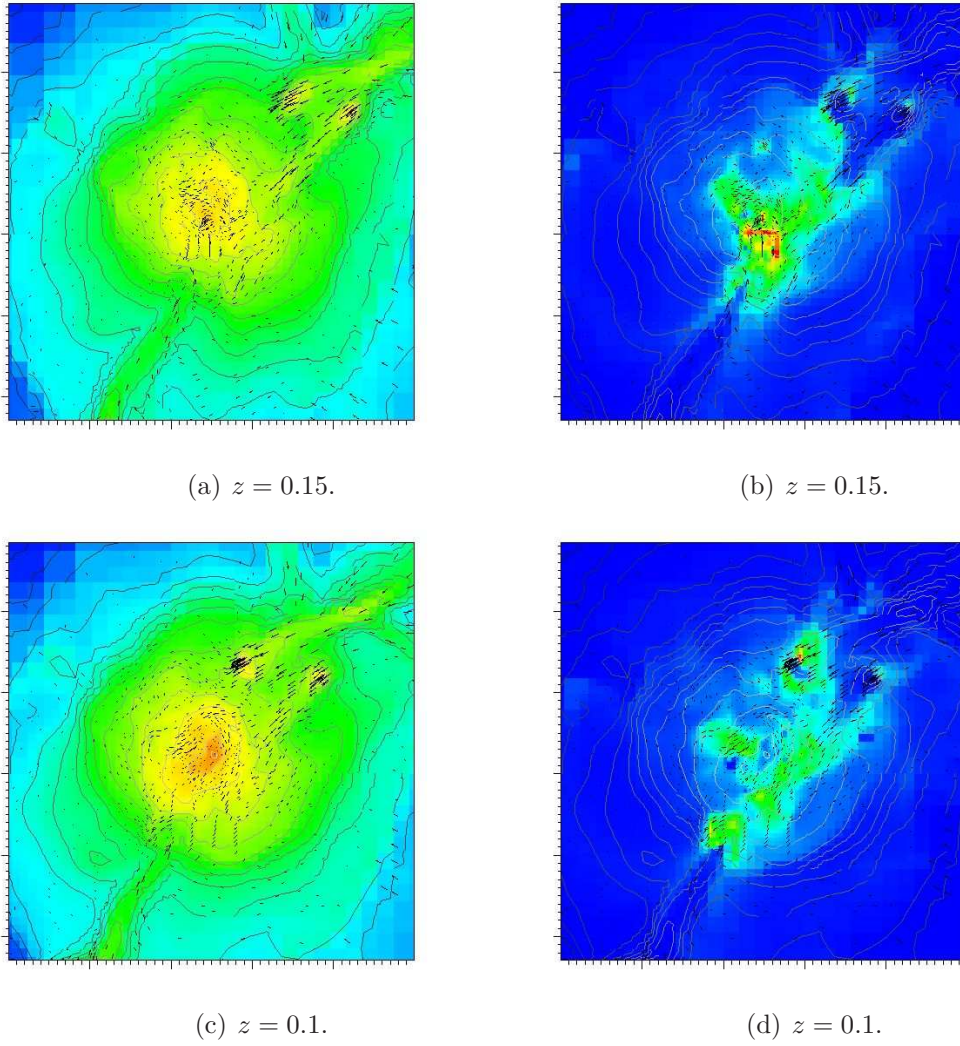 (a) z = 0.15.
(b) z = 0.15.
(c) z = 0.1.
(d) z = 0.1.